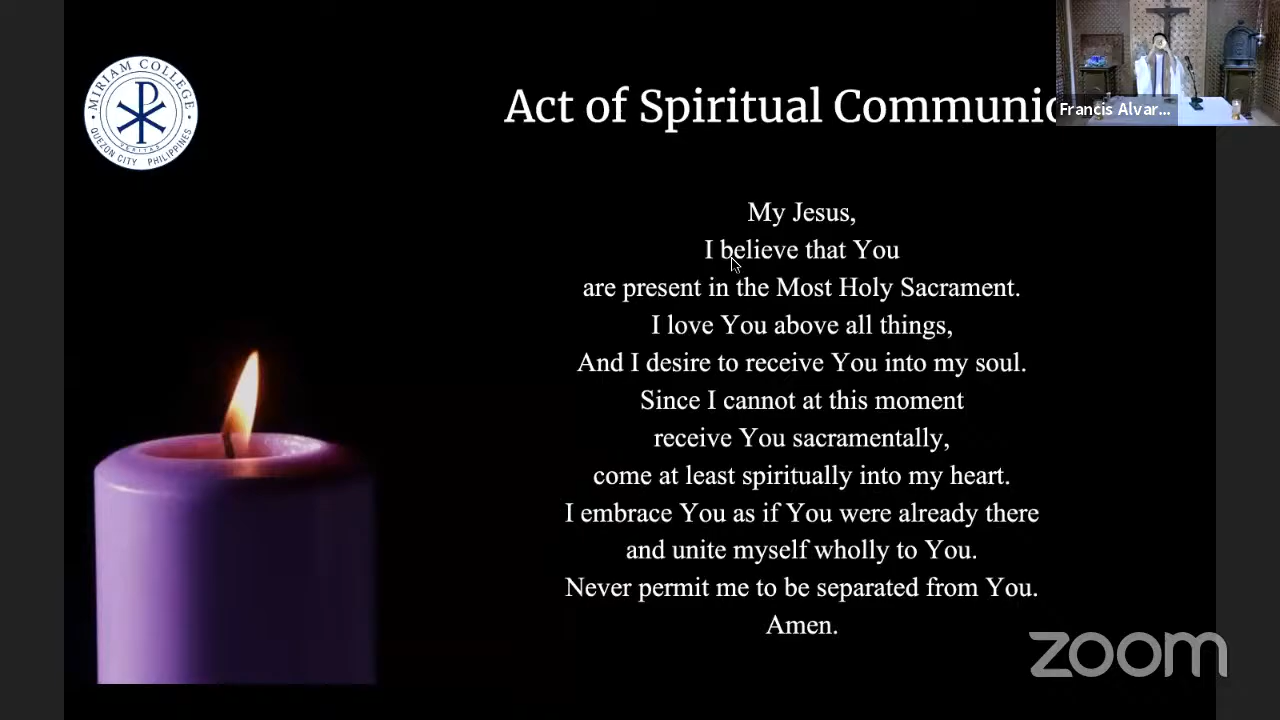 MIRIAM COLLEGE
VERITAS
QUEZON CITY PHILIPPINES
Act of Spiritual Communio
Francis Alvar...
My Jesus,
I believe that You
are present in the Most Holy Sacrament.
I love You above all things,
And I desire to receive You into my soul.
Since I cannot at this moment
receive You sacramentally,
come at least spiritually into my heart.
I embrace You as if You were already there
and unite myself wholly to You.
Never permit me to be separated from You.
Amen.
zoom